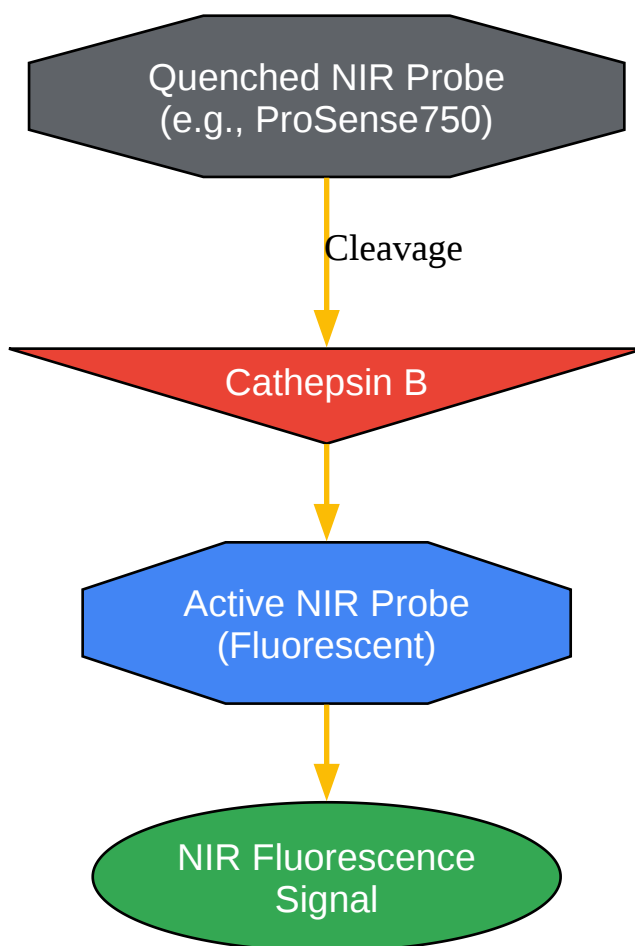 Quenched NIR Probe
(e.g., ProSense750)
Cleavage
Cathepsin B
Active NIR Probe
(Fluorescent)
NIR Fluorescence
Signal